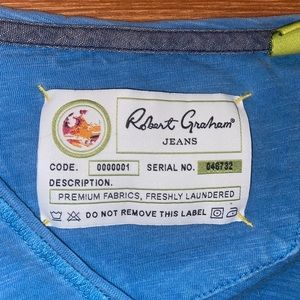 Robert Graham®
JEANS
CODE. 0000001 SERIAL NO. 046732
DESCRIPTION.
PREMIUM FABRICS, FRESHLY LAUNDERED
DO NOT REMOVE THIS LABEL